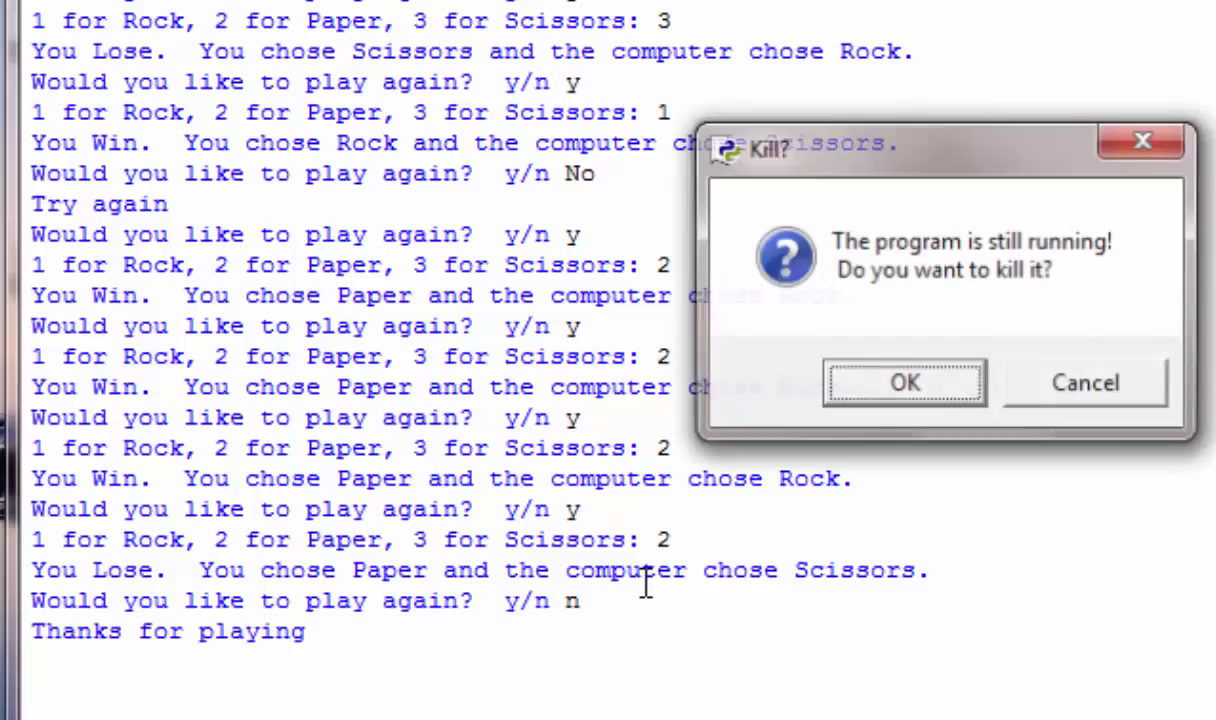 1 for Rock, 2 for Paper, 3 for Scissors: 3
You Lose.  You chose Scissors and the computer chose Rock.
Would you like to play again?  y/n y
1 for Rock, 2 for Paper, 3 for Scissors: 1
You Win.  You chose Rock and the computer chose Scissors.
Would you like to play again?  y/n No
Try again
Would you like to play again?  y/n y
1 for Rock, 2 for Paper, 3 for Scissors: 2
You Win.  You chose Paper and the computer
Would you like to play again?  y/n y
1 for Rock, 2 for Paper, 3 for Scissors: 2
You Win.  You chose Paper and the computer
Would you like to play again?  y/n y
1 for Rock, 2 for Paper, 3 for Scissors: 2
You Win.  You chose Paper and the computer chose Rock.
Would you like to play again?  y/n y
1 for Rock, 2 for Paper, 3 for Scissors: 2
You Lose.  You chose Paper and the computer chose Scissors.
Would you like to play again?  y/n n
Thanks for playing
Kill?
The program is still running!
Do you want to kill it?
OK
Cancel